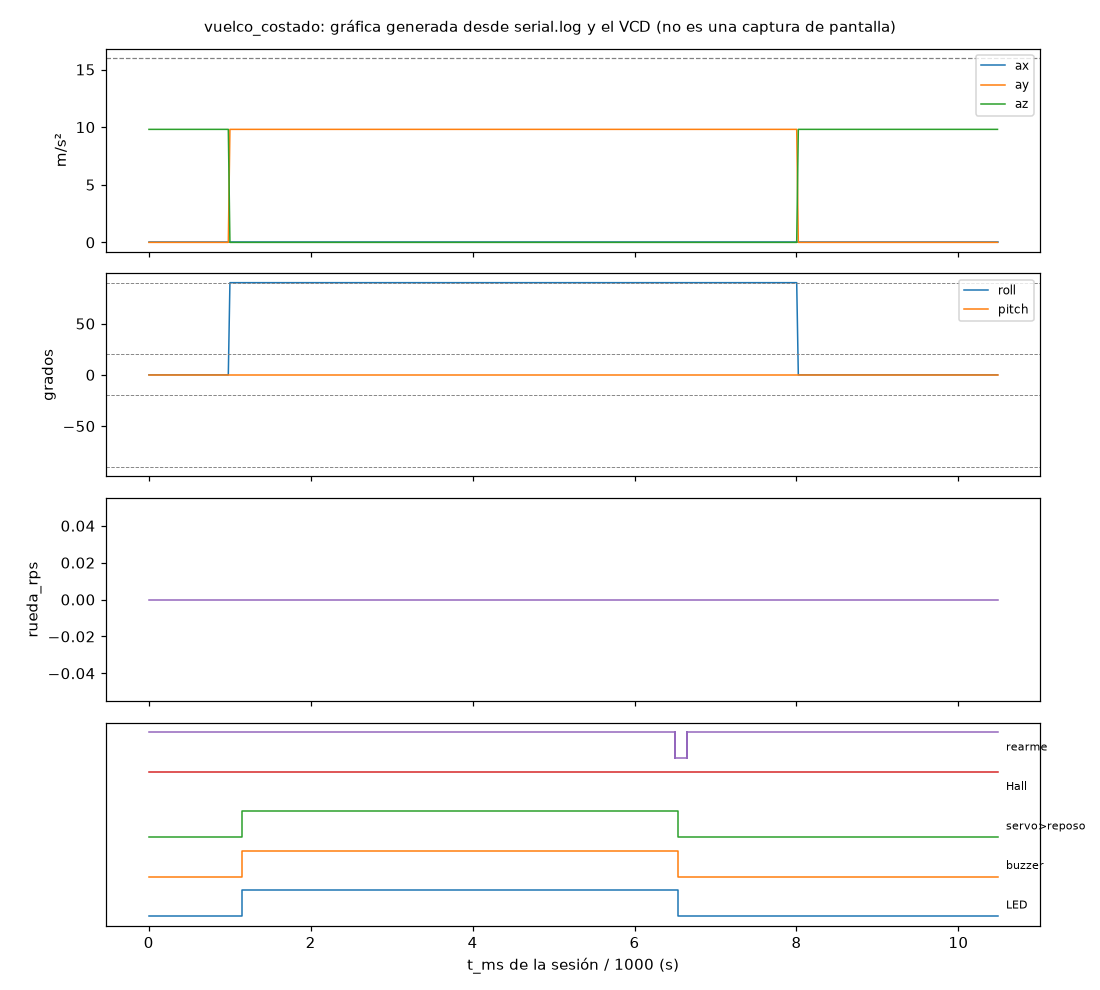 vuelco_costado: gráfica generada desde serial.log y el VCD (no es una captura de pantalla)
m/s²
15
10
5
0
ax
ay
az
grados
50
0
−50
roll
pitch
rueda_rps
0.04
0.02
0.00
−0.02
−0.04
rearme
Hall
servo>reposo
buzzer
LED
0 2 4 6 8 10
t_ms de la sesión / 1000 (s)